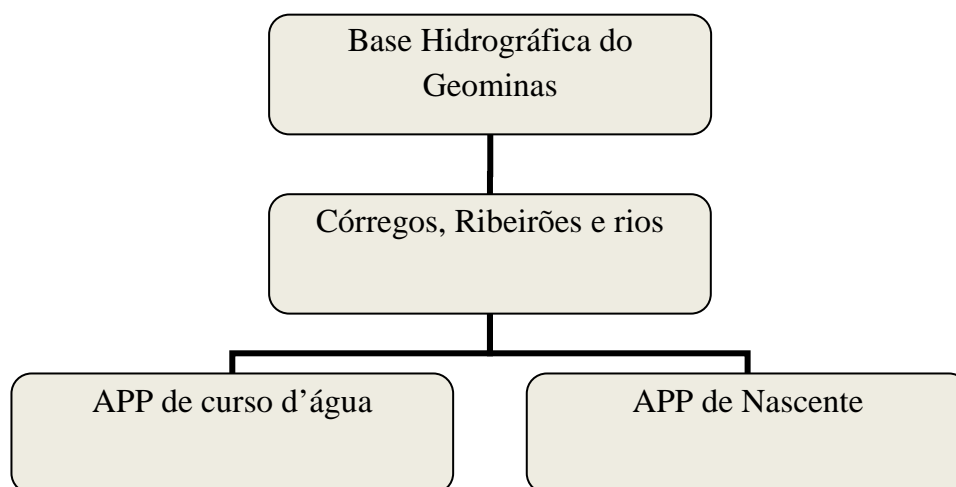 Base Hidrográfica do
Geominas
Córregos, Ribeirões e rios
APP de curso d’água
APP de Nascente